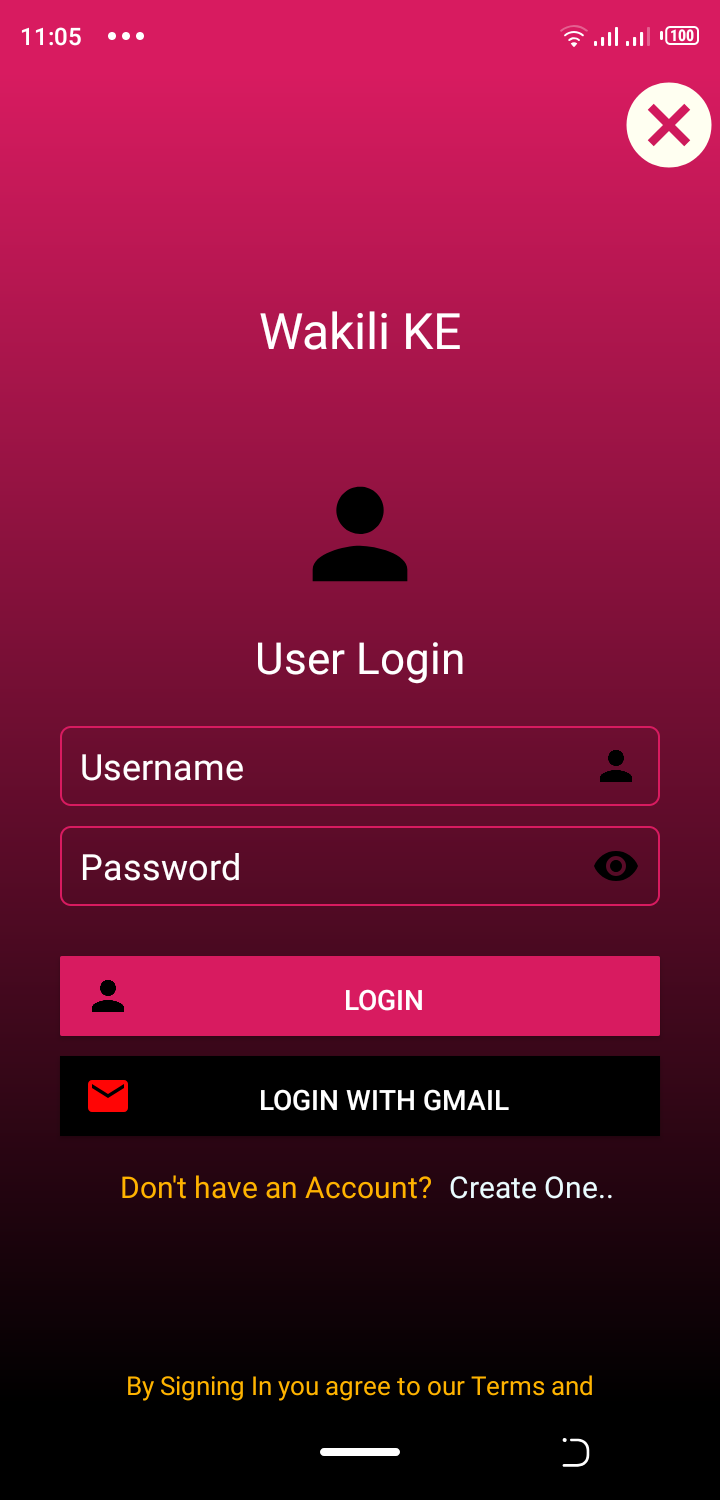 11:05
100
Wakili KE
User Login
Username
Password
LOGIN
LOGIN WITH GMAIL
Don't have an Account? Create One..
By Signing In you agree to our Terms and